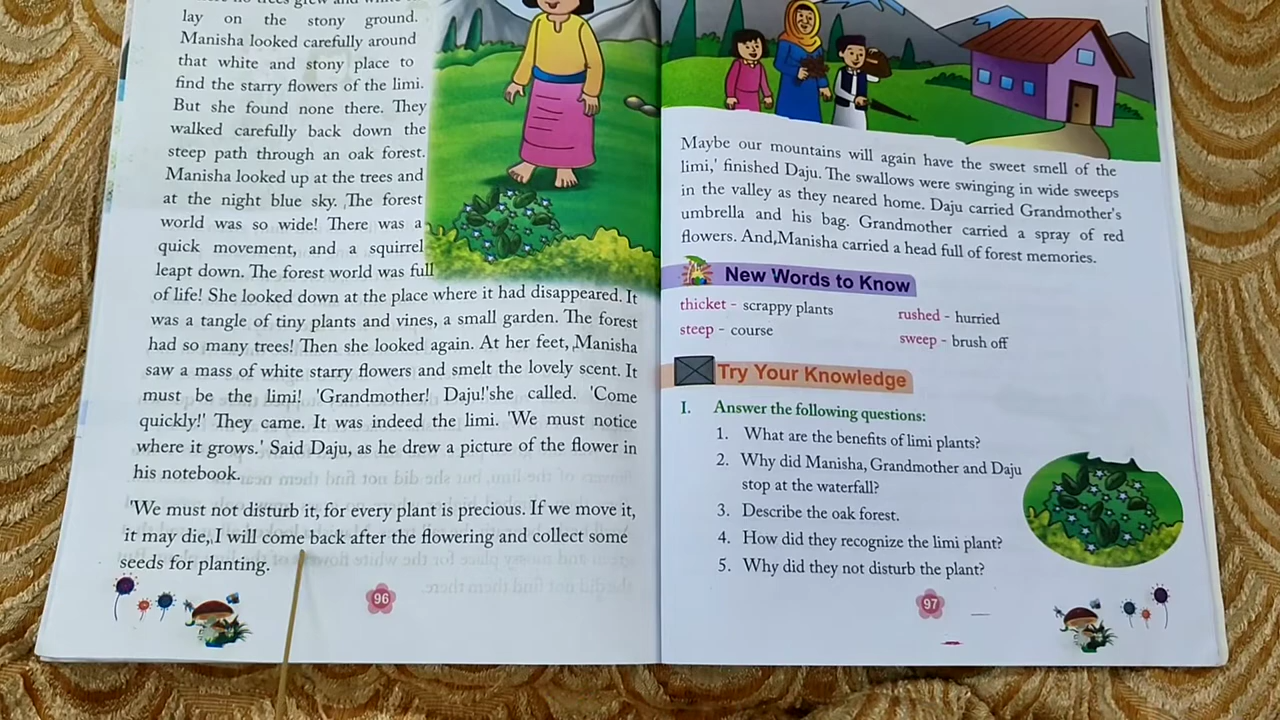 lay on the stony ground.
Manisha looked carefully around
that white and stony place to
find the starry flowers of the limi.
But she found none there. They
walked carefully back down the
steep path through an oak forest.
Manisha looked up at the trees and
at the night blue sky. The forest
world was so wide! There was a
quick movement, and a squirrel
leapt down. The forest world was full
of life! She looked down at the place where it had disappeared. It
was a tangle of tiny plants and vines, a small garden. The forest
had so many trees! Then she looked again. At her feet, Manisha
saw a mass of white starry flowers and smelt the lovely scent. It
must be the limi! 'Grandmother! Daju!'she called. 'Come
quickly!' They came. It was indeed the limi. 'We must notice
where it grows.' Said Daju, as he drew a picture of the flower in
his notebook.
'We must not disturb it, for every plant is precious. If we move it,
it may die, I will come back after the flowering and collect some
seeds for planting.
96
Maybe our mountains will again have the sweet smell of the
limi,' finished Daju. The swallows were swinging in wide sweeps
in the valley as they neared home. Daju carried Grandmother's
umbrella and his bag. Grandmother carried a spray of red
flowers. And,Manisha carried a head full of forest memories.
New Words to Know
thicket - scrappy plants rushed - hurried
steep - course sweep - brush off
Try Your Knowledge
I. Answer the following questions:
1. What are the benefits of limi plants?
2. Why did Manisha, Grandmother and Daju
stop at the waterfall?
3. Describe the oak forest.
4. How did they recognize the limi plant?
5. Why did they not disturb the plant?
97